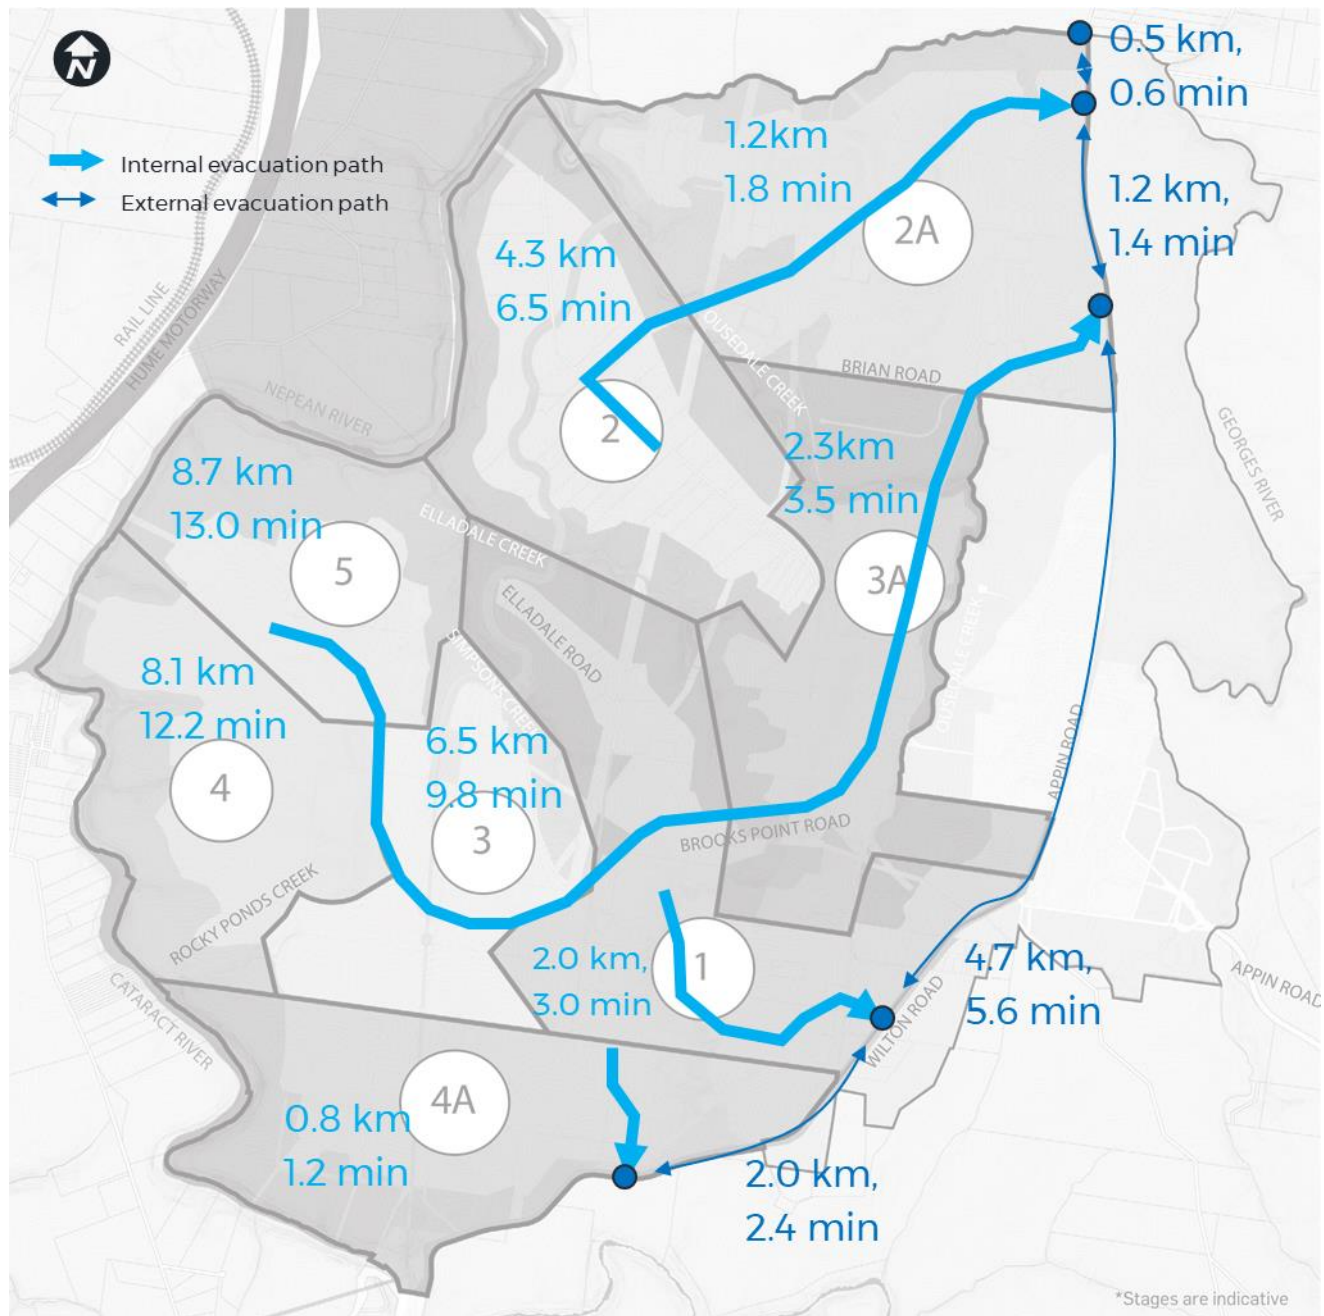 N
Internal evacuation path
External evacuation path
0.5 km,
0.6 min
1.2km
1.8 min
2A
1.2 km,
1.4 min
4.3 km
6.5 min
RAIL LINE
HUME MOTORWAY
NEPEAN RIVER
OUSEDALE CREEK
BRIAN ROAD
GEORGES RIVER
2
2.3km
3.5 min
8.7 km
13.0 min
5
ELLADALE CREEK
3A
ELLADALE ROAD
SIMPSONS CREEK
OUSEDALE CREEK
8.1 km
12.2 min
4
6.5 km
9.8 min
3
APPIN ROAD
BROOKS POINT ROAD
ROCKY PONDS CREEK
CATARACT RIVER
2.0 km,
3.0 min
1
4.7 km,
5.6 min
APPIN ROAD
WILTON ROAD
4A
0.8 km
1.2 min
2.0 km,
2.4 min
*Stages are indicative